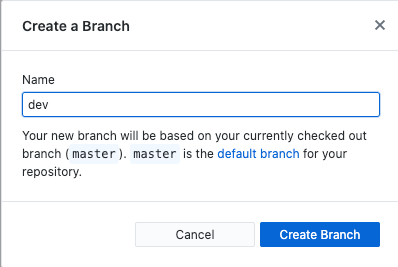 Create a Branch
Name
dev
Your new branch will be based on your currently checked out
branch (master). master is the default branch for your
repository.
Cancel
Create Branch